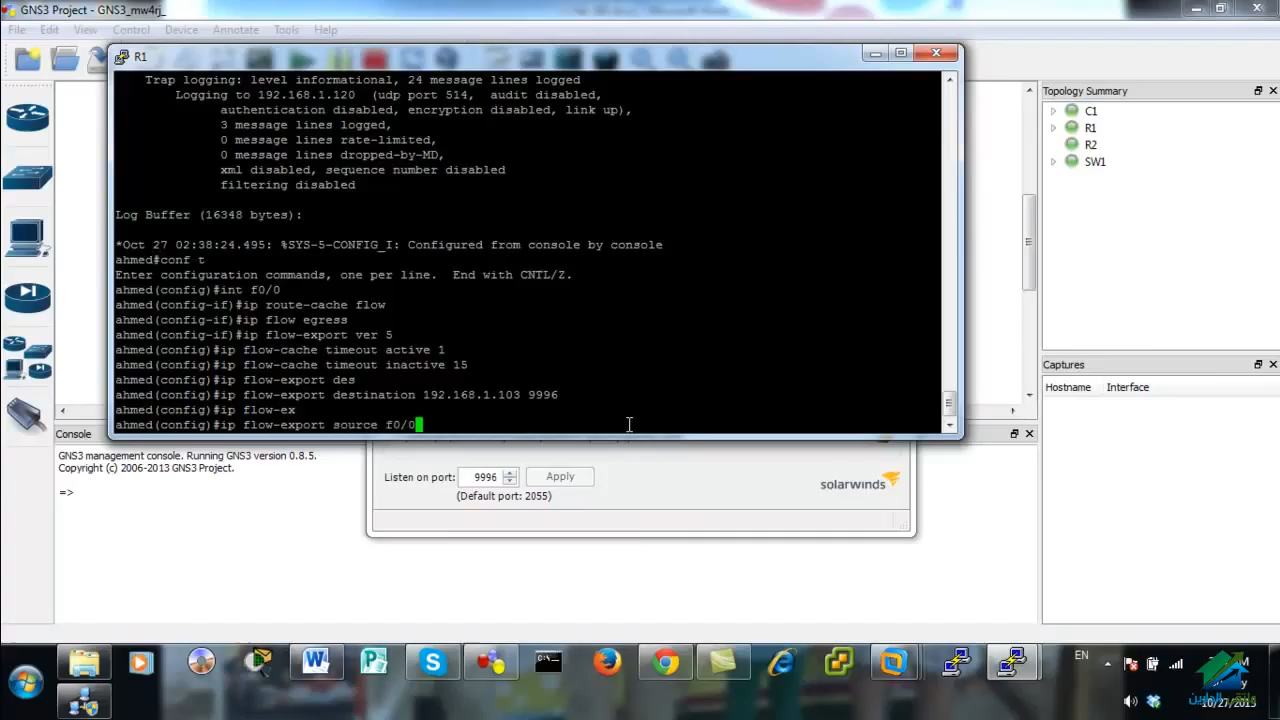 GNS3 Project - GNS3_mw4rj_
File Edit View Control Device Annotate Tools Help
R1
Trap logging: level informational, 24 message lines logged
Logging to 192.168.1.120 (udp port 514, audit disabled,
authentication disabled, encryption disabled, link up),
3 message lines logged,
0 message lines rate-limited,
0 message lines dropped-by-MD,
xml disabled, sequence number disabled
filtering disabled
Log Buffer (16348 bytes):
*Oct 27 02:38:24.495: %SYS-5-CONFIG_I: Configured from console by console
ahmed#conf t
Enter configuration commands, one per line. End with CNTL/Z.
ahmed(config)#int f0/0
ahmed(config-if)#ip route-cache flow
ahmed(config-if)#ip flow egress
ahmed(config-if)#ip flow-export ver 5
ahmed(config)#ip flow-cache timeout active 1
ahmed(config)#ip flow-cache timeout inactive 15
ahmed(config)#ip flow-export des
ahmed(config)#ip flow-export destination 192.168.1.103 9996
ahmed(config)#ip flow-ex
ahmed(config)#ip flow-export source f0/0
Topology Summary
C1
R1
R2
SW1
Captures
Hostname Interface
Console
GNS3 management console. Running GNS3 version 0.8.5.
Copyright (c) 2006-2013 GNS3 Project.
=>
Listen on port: 9996 Apply
(Default port: 2055)
solarwinds
EN
ملتقى الدارين
10/27/2013